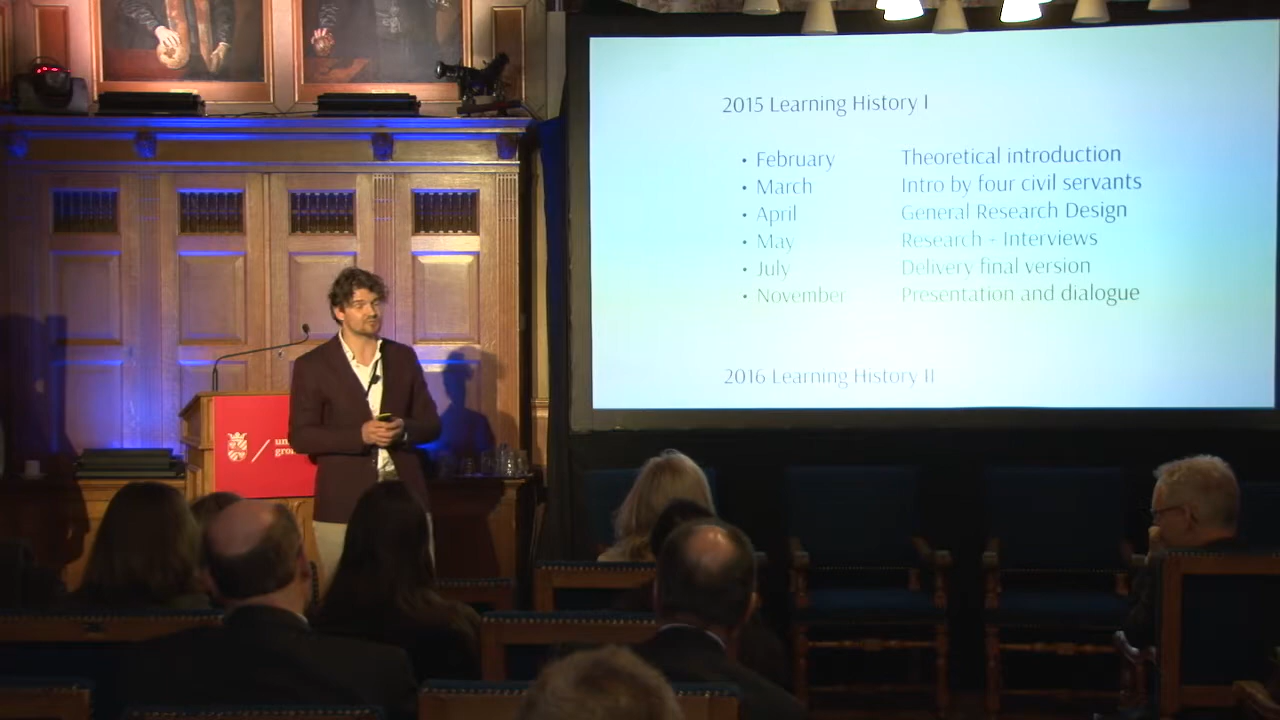 2015 Learning History I
• February Theoretical introduction
• March Intro by four civil servants
• April General Research Design
• May Research - Interviews
• July Delivery final version
• November Presentation and dialogue
2016 Learning History II